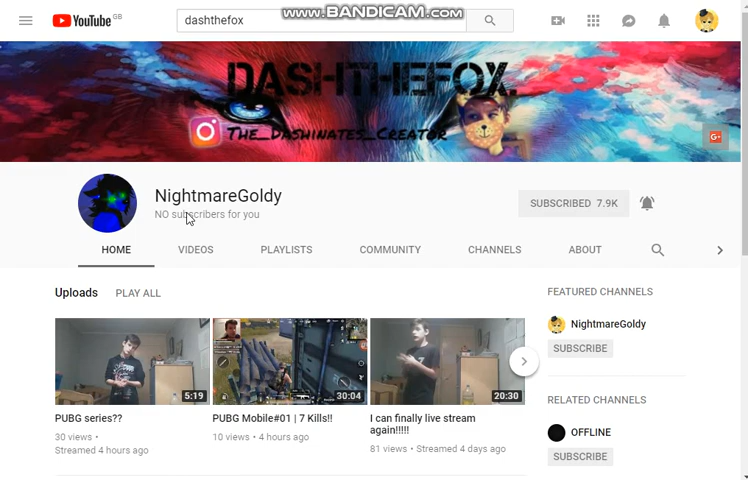 www.BANDICAM.com
YouTube GB
dashthefox
DASHTHEFOX.
THE_DASHINATES_CREATOR
G+
NightmareGoldy
NO subscribers for you
SUBSCRIBED 7.9K
HOME VIDEOS PLAYLISTS COMMUNITY CHANNELS ABOUT
Uploads PLAY ALL
5:19
30:04
20:30
PUBG series??
30 views •
Streamed 4 hours ago
PUBG Mobile#01 | 7 Kills!!
10 views • 4 hours ago
I can finally live stream
again!!!!!
81 views • Streamed 4 days ago
FEATURED CHANNELS
NightmareGoldy
SUBSCRIBE
RELATED CHANNELS
OFFLINE
SUBSCRIBE